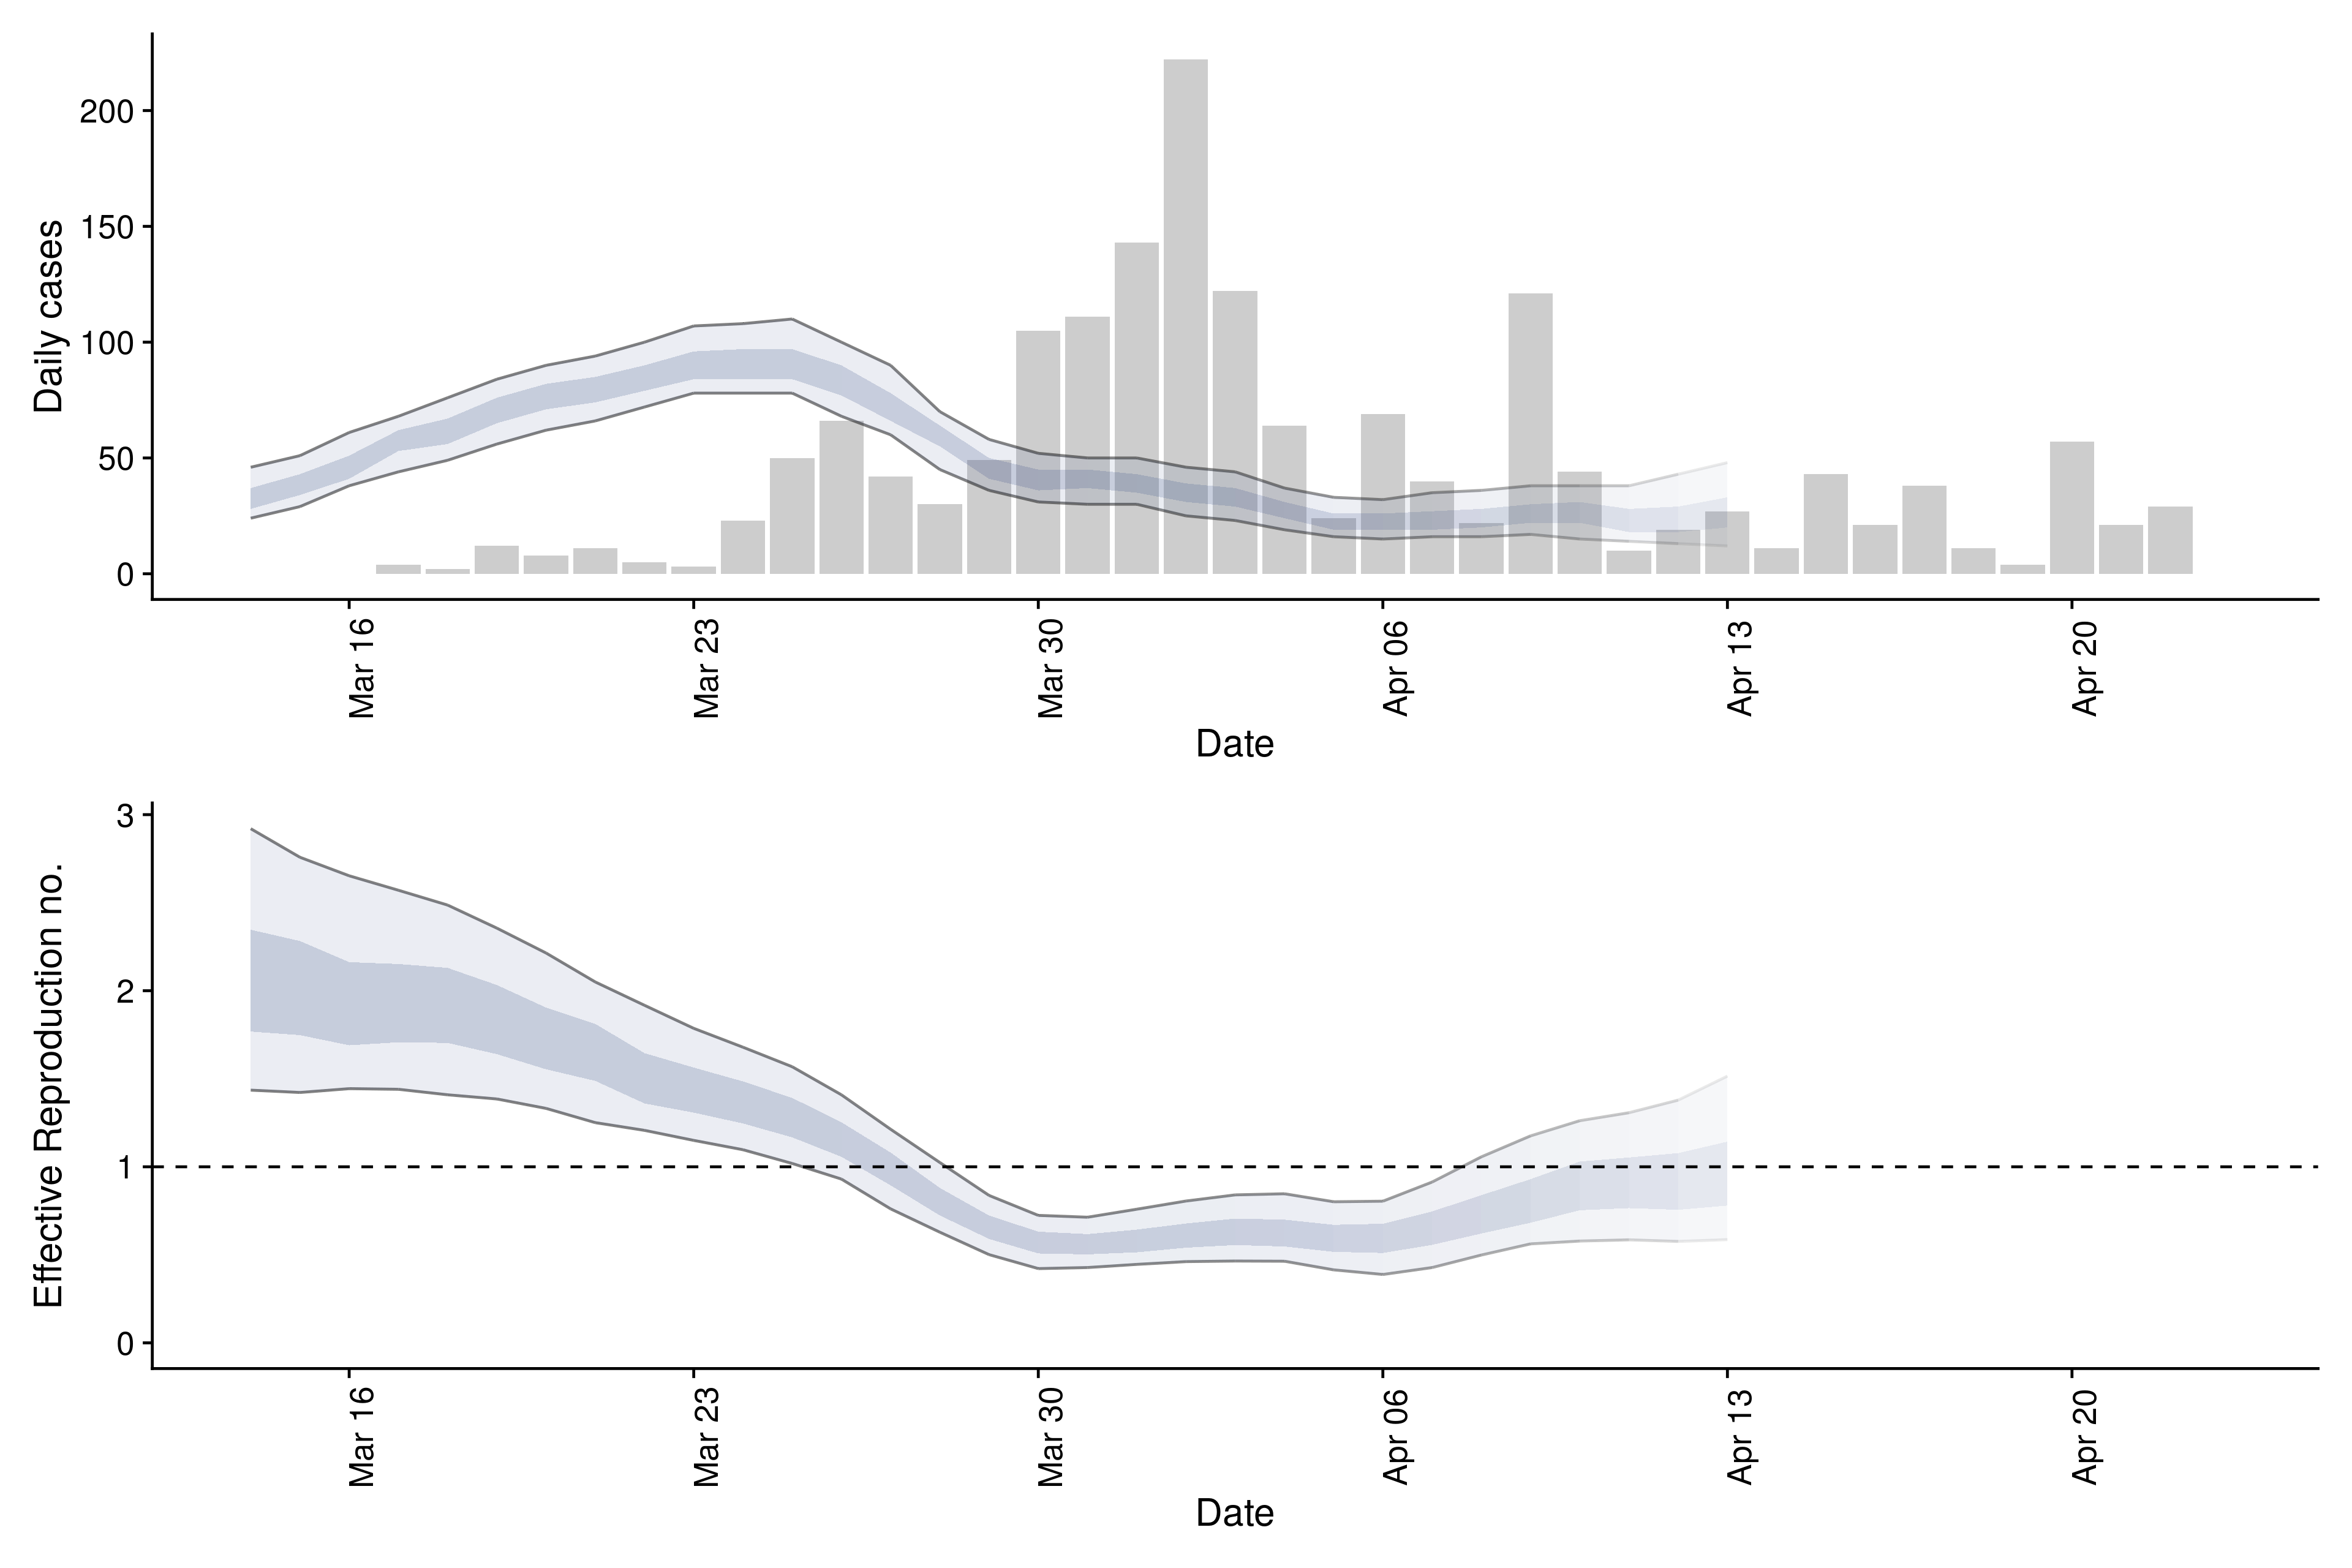 Daily cases
200
150
100
50
0
Mar 16
Mar 23
Mar 30
Apr 06
Apr 13
Apr 20
Date
Effective Reproduction no.
3
2
1
0
Mar 16
Mar 23
Mar 30
Apr 06
Apr 13
Apr 20
Date